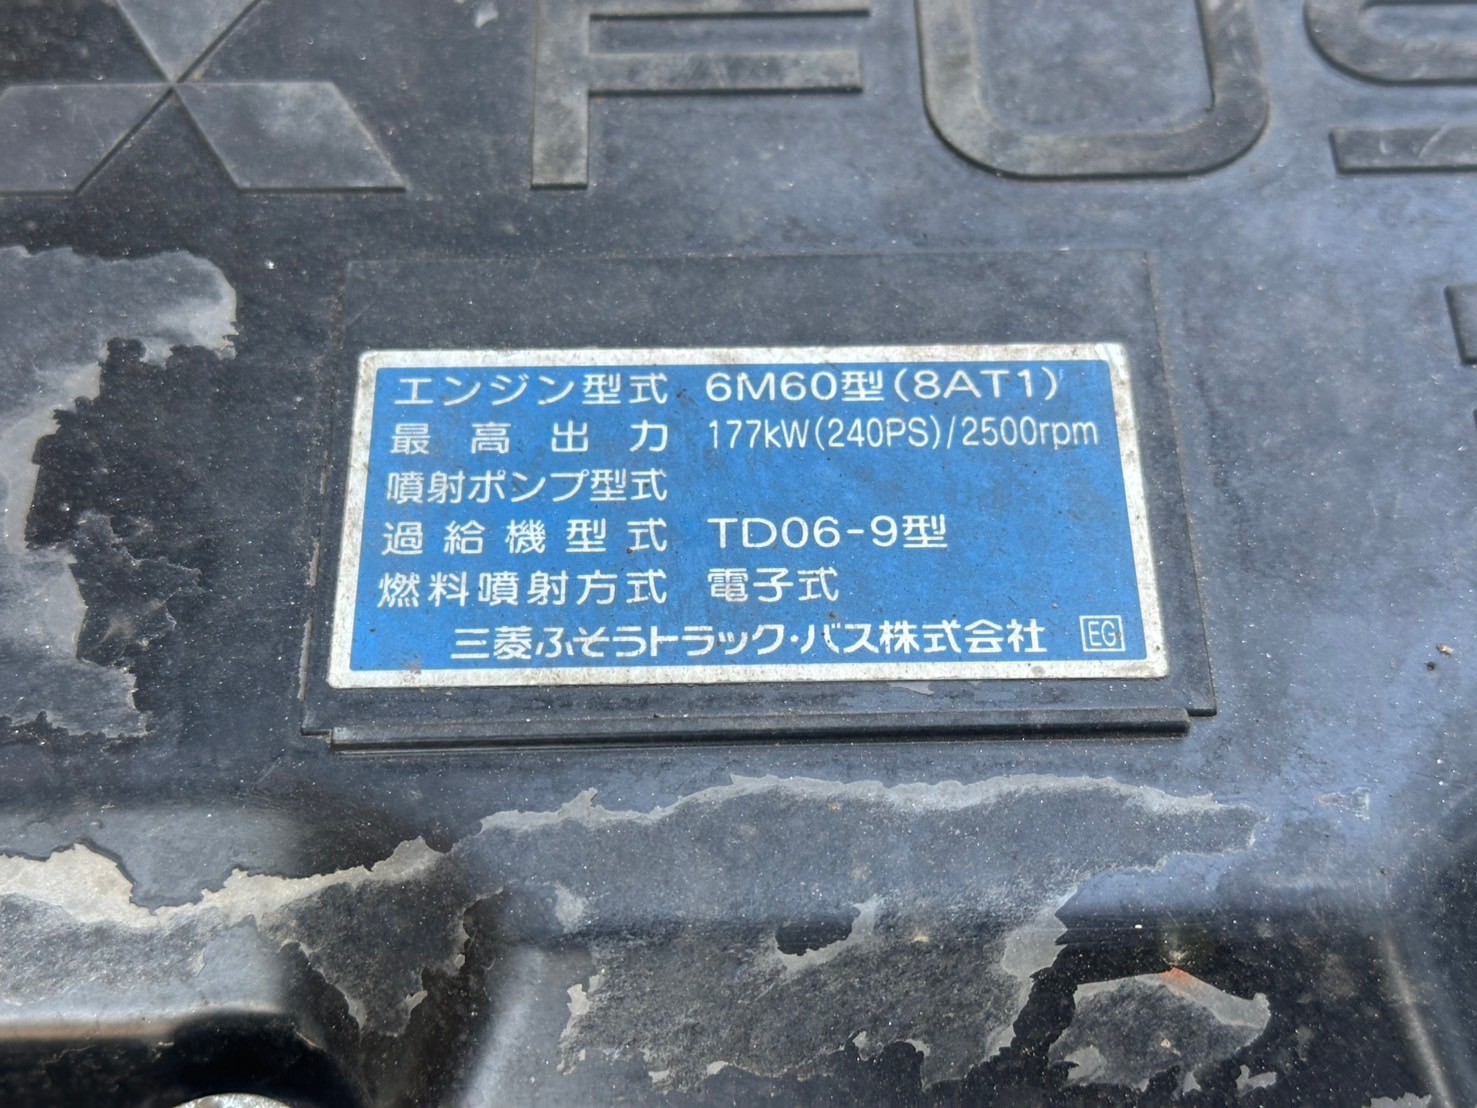 FUS
エンジン型式 6M60型(8AT1)
最高出力 177kW(240PS)/2500rpm
噴射ポンプ型式
過給機型式 TD06-9型
燃料噴射方式 電子式
三菱ふそうトラック・バス株式会社 EG